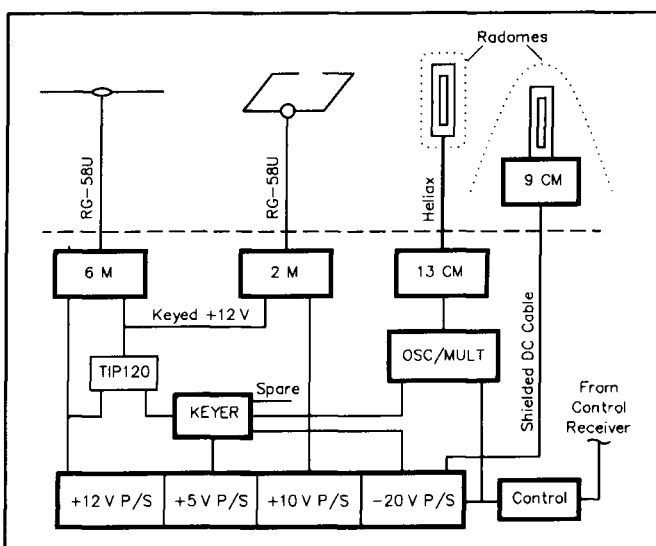 Radomes
RG-58U
RG-58U
Heliax
9 CM
6 M
2 M
13 CM
Keyed +12 V
OSC/MULT
Shielded DC Cable
TIP120
Spare
KEYER
From
Control
Receiver
+12 V P/S
+5 V P/S
+10 V P/S
-20 V P/S
Control